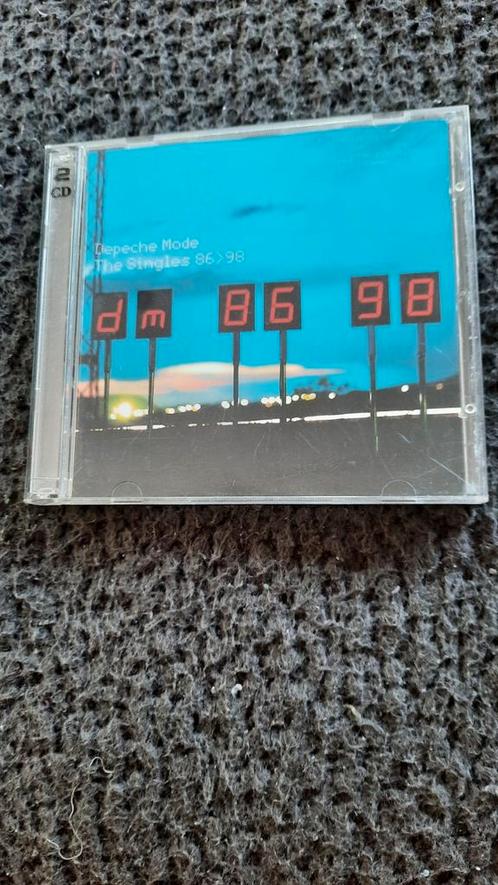 2
CD
Depeche Mode
The Singles 86>98
dm 86 98